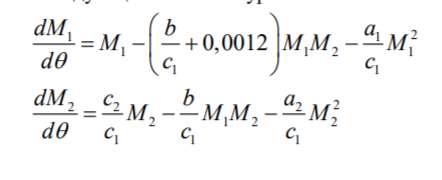 dM₁/dθ = M₁ − (b/c₁ + 0,0012) M₁M₂ − a₁/c₁ M₁²
dM₂/dθ = c₂/c₁ M₂ − b/c₁ M₁M₂ − a₂/c₁ M₂²